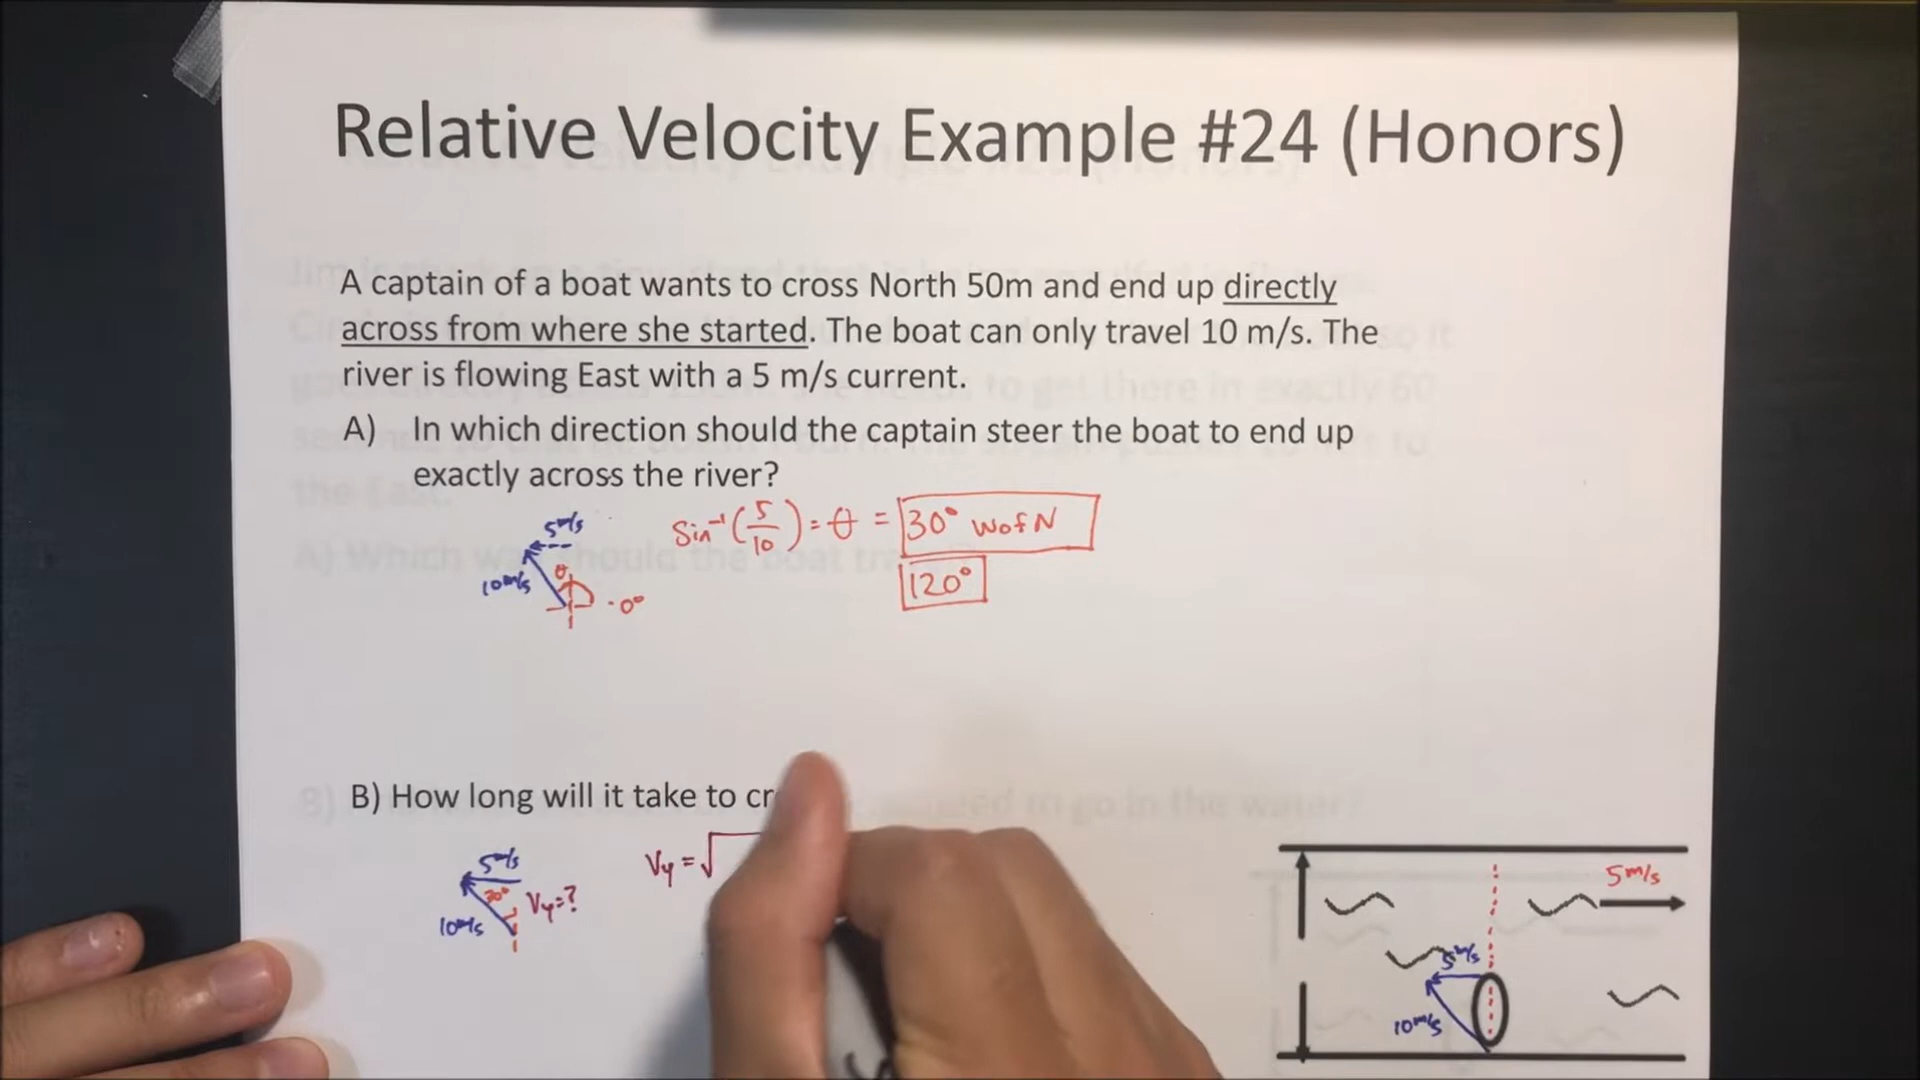 Relative Velocity Example #24 (Honors)
A captain of a boat wants to cross North 50m and end up directly
across from where she started. The boat can only travel 10 m/s. The
river is flowing East with a 5 m/s current.
A) In which direction should the captain steer the boat to end up
exactly across the river?
5m/s
10m/s
θ
0°
Sin⁻¹(5/10) = θ = 30° W of N
120°
B) How long will it take to
5m/s
30°
10m/s
Vy=?
Vy = √
5m/s
5m/s
10m/s